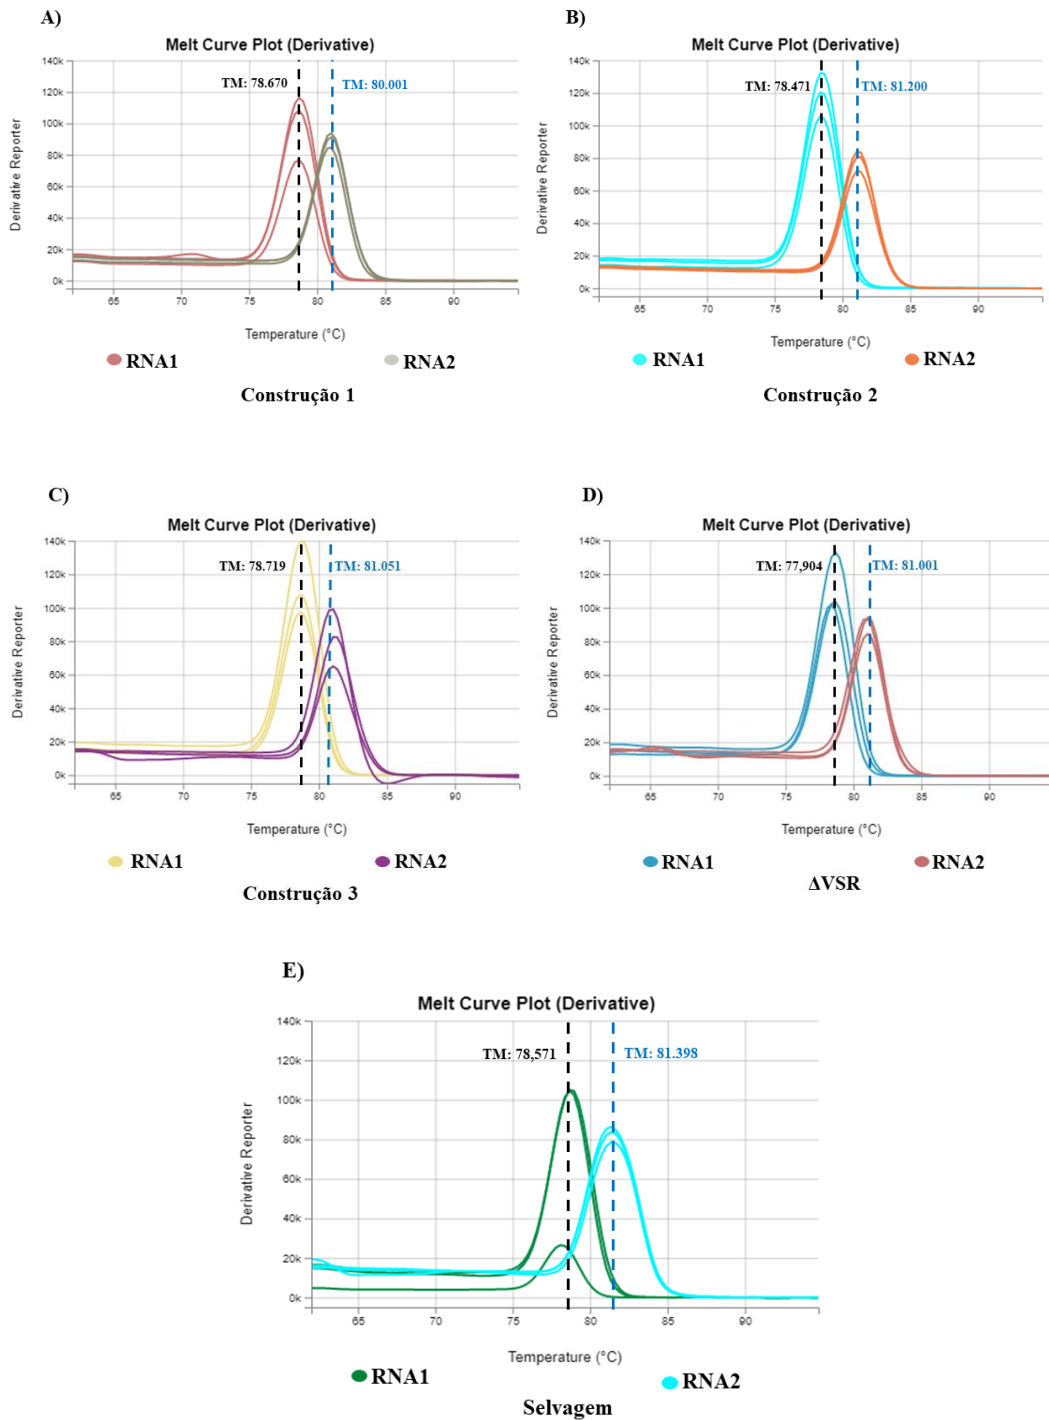 A)
Melt Curve Plot (Derivative)
TM: 78.670
TM: 80.001
Derivative Reporter
140k
120k
100k
80k
60k
40k
20k
0k
65 70 75 80 85 90
Temperature (°C)
RNA1 RNA2
Construção 1
B)
Melt Curve Plot (Derivative)
TM: 78.471
TM: 81.200
Derivative Reporter
140k
120k
100k
80k
60k
40k
20k
0k
65 70 75 80 85 90
Temperature (°C)
RNA1 RNA2
Construção 2
C)
Melt Curve Plot (Derivative)
TM: 78.719
TM: 81.051
Derivative Reporter
140k
120k
100k
80k
60k
40k
20k
0k
65 70 75 80 85 90
Temperature (°C)
RNA1 RNA2
Construção 3
D)
Melt Curve Plot (Derivative)
TM: 77,904
TM: 81.001
Derivative Reporter
140k
120k
100k
80k
60k
40k
20k
0k
65 70 75 80 85 90
Temperature (°C)
RNA1 RNA2
ΔVSR
E)
Melt Curve Plot (Derivative)
TM: 78,571
TM: 81.398
Derivative Reporter
140k
120k
100k
80k
60k
40k
20k
0k
65 70 75 80 85 90
Temperature (°C)
RNA1 RNA2
Selvagem